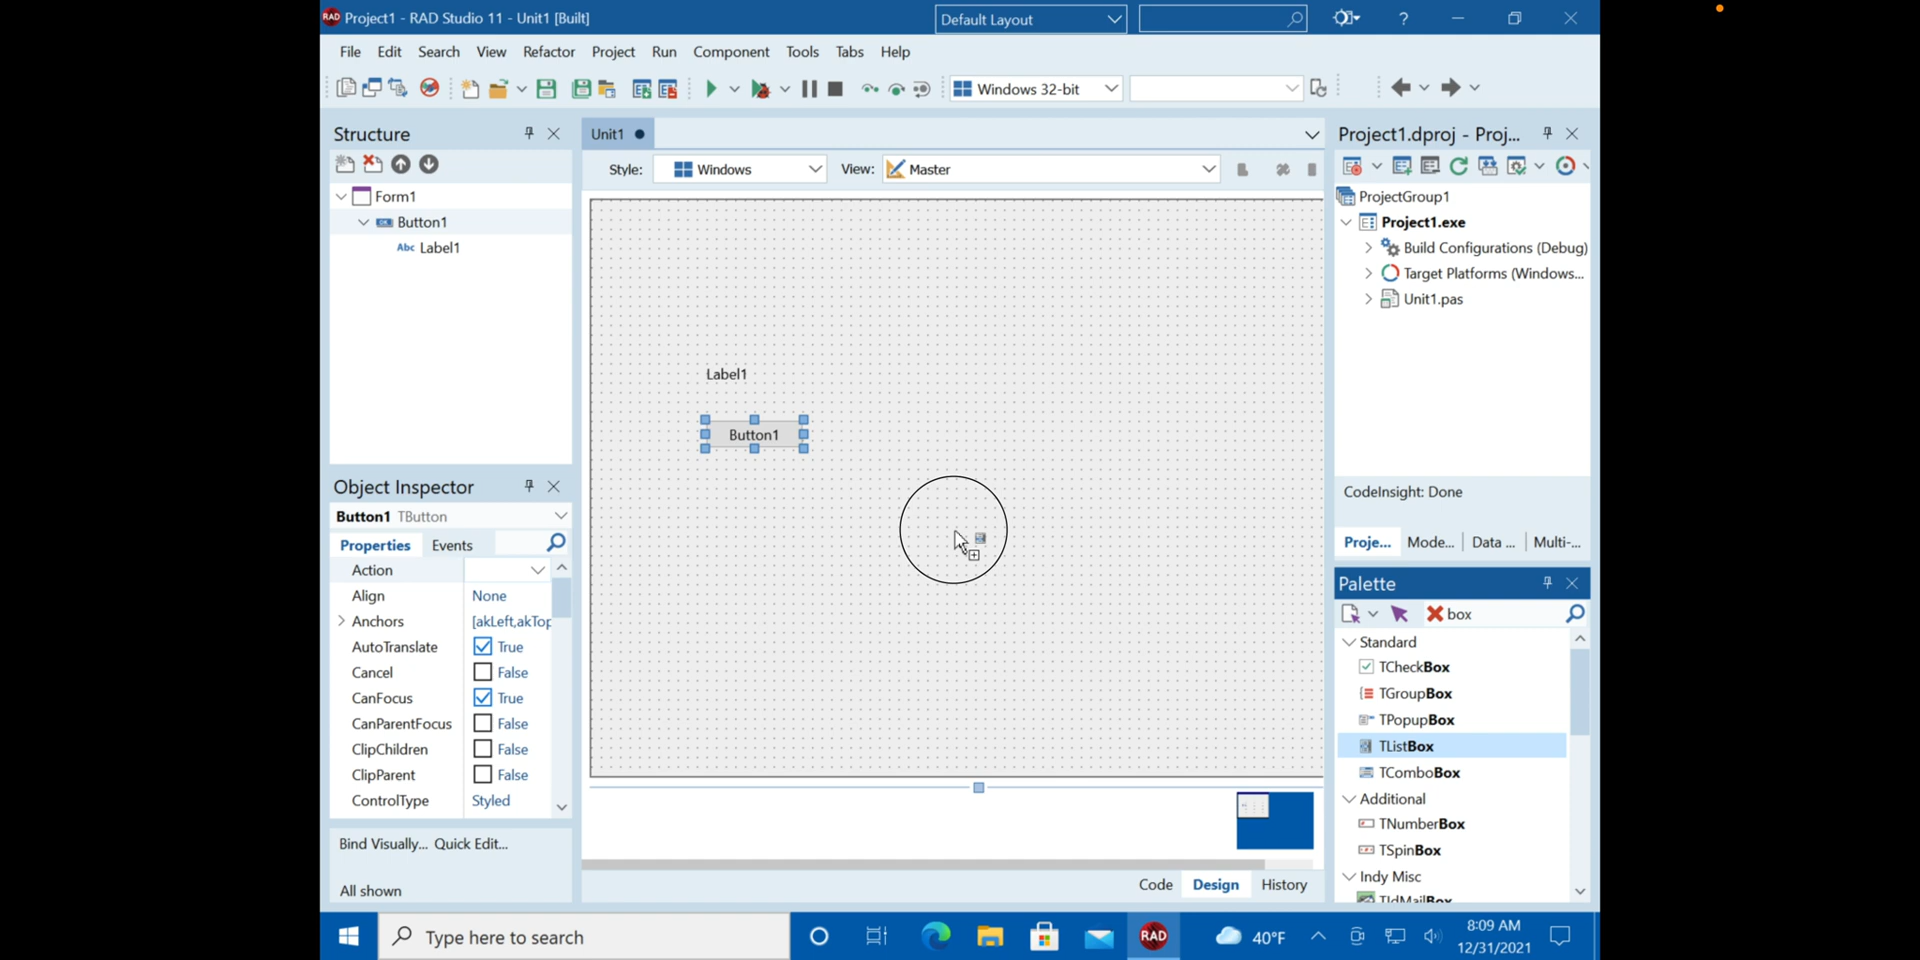 RAD Project1 - RAD Studio 11 - Unit1 [Built]
Default Layout
?
File Edit Search View Refactor Project Run Component Tools Tabs Help
Windows 32-bit
Structure
Form1
Button1
Abc Label1
Unit1
Style: Windows View: Master
Label1
Button1
Project1.dproj - Proj...
ProjectGroup1
Project1.exe
Build Configurations (Debug)
Target Platforms (Windows...
Unit1.pas
CodeInsight: Done
Proje... Mode... Data ... Multi-...
Object Inspector
Button1 TButton
Properties Events
Action
Align None
Anchors [akLeft,akTop
AutoTranslate True
Cancel False
CanFocus True
CanParentFocus False
ClipChildren False
ClipParent False
ControlType Styled
Bind Visually... Quick Edit...
All shown
Palette
box
Standard
TCheckBox
TGroupBox
TPopupBox
TListBox
TComboBox
Additional
TNumberBox
TSpinBox
Indy Misc
TIdMailBox
Code Design History
Type here to search
RAD
40°F
8:09 AM
12/31/2021